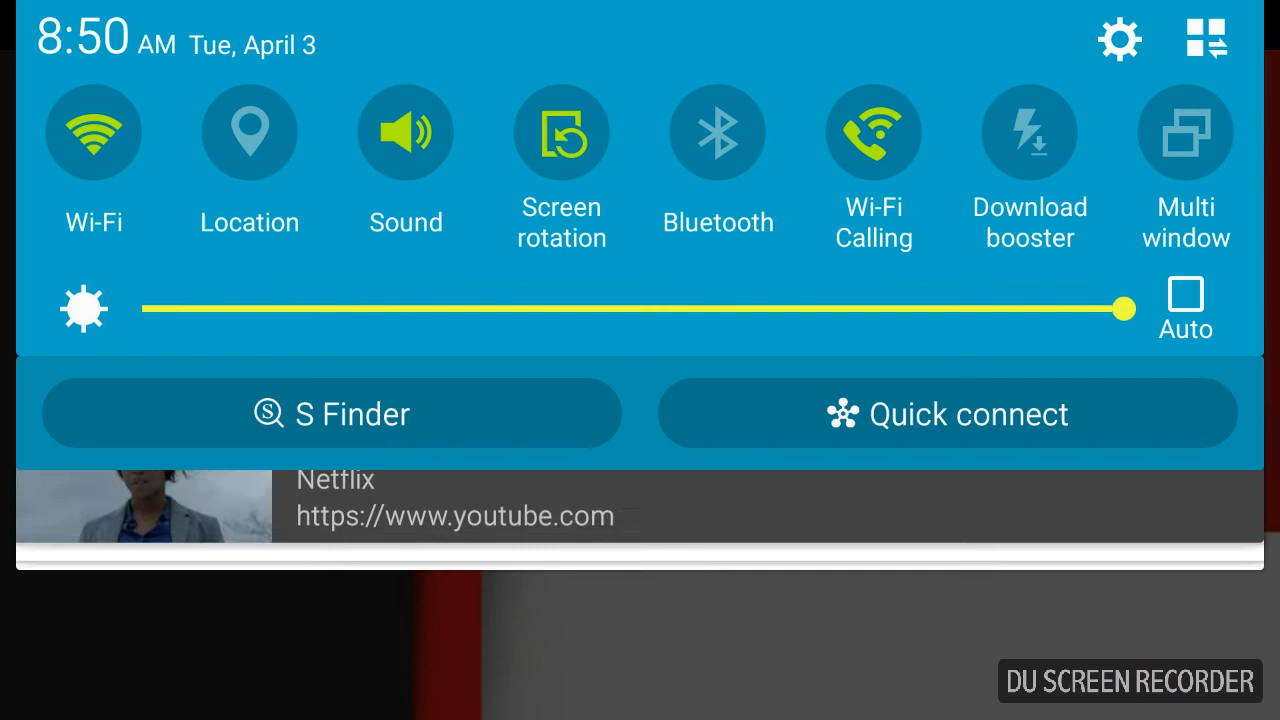 8:50 AM Tue, April 3
Wi-Fi
Location
Sound
Screen
rotation
Bluetooth
Wi-Fi
Calling
Download
booster
Multi
window
Auto
S Finder
Quick connect
Netflix
https://www.youtube.com
DU SCREEN RECORDER